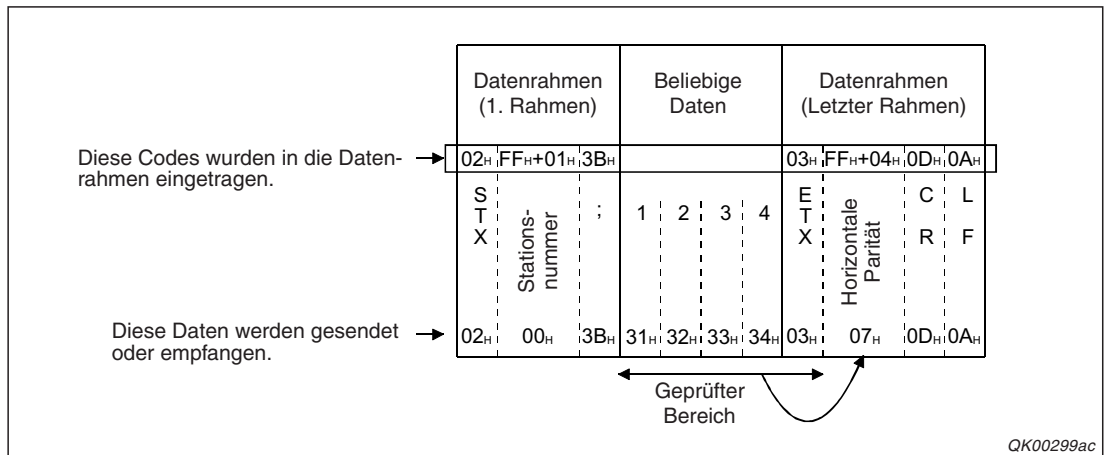 Datenrahmen (1. Rahmen)
Beliebige Daten
Datenrahmen (Letzter Rahmen)
Diese Codes wurden in die Daten-
rahmen eingetragen.
02H FFH+01H 3BH 03H FFH+04H 0DH 0AH
STX Stations-nummer ; 1 2 3 4 ETX Horizontale Parität CR LF
Diese Daten werden gesendet
oder empfangen.
02H 00H 3BH 31H 32H 33H 34H 03H 07H 0DH 0AH
Geprüfter
Bereich
QK00299ac